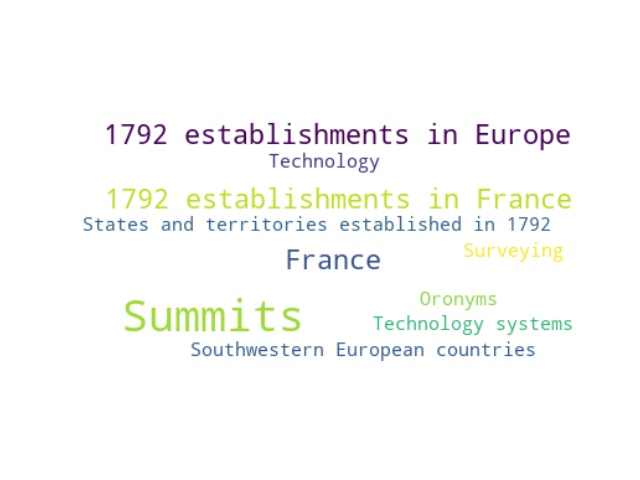 1792 establishments in Europe
Technology
1792 establishments in France
States and territories established in 1792
Surveying
France
Oronyms
Summits
Technology systems
Southwestern European countries